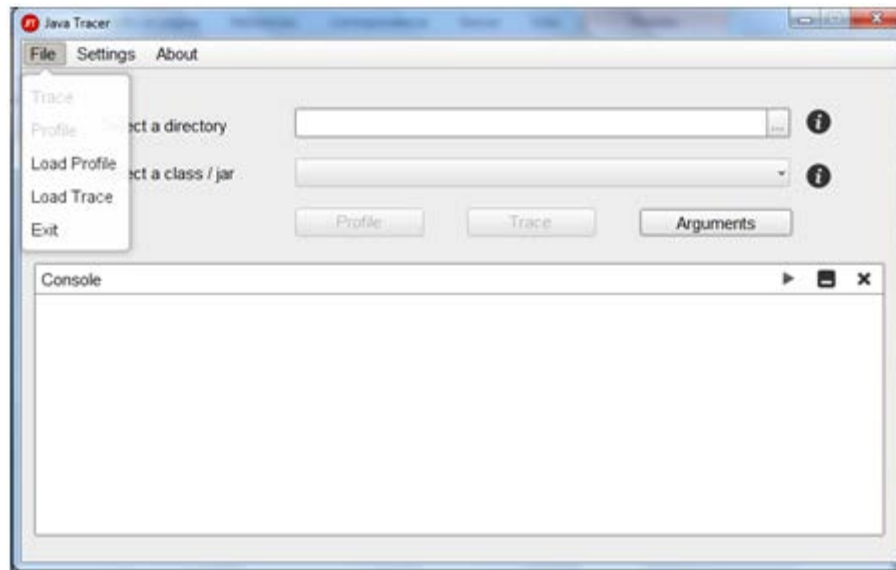 Java Tracer
File Settings About
Trace
Profile
Load Profile
Load Trace
Exit
ect a directory
...
ect a class / jar
Profile Trace Arguments
Console